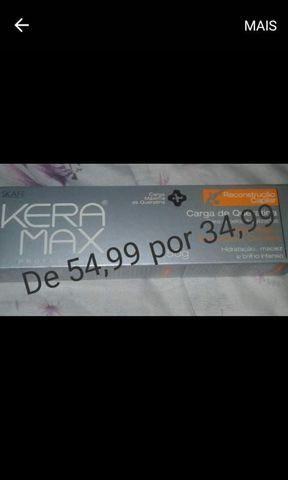 MAIS
SKAFE
KERA
MAX
Carga
Máxima
de Queratina
Reconstrução
Capilar
Carga de Queratina
Hidratação, maciez
e brilho intenso
De 54,99 por 34,99